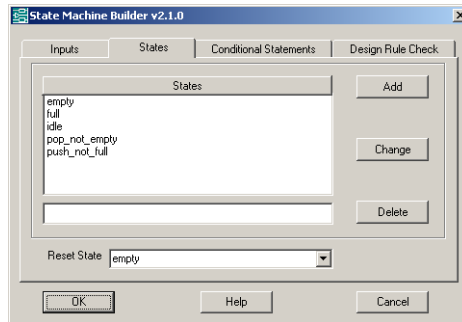 State Machine Builder v2.1.0
Inputs
States
Conditional Statements
Design Rule Check
States
Add
empty
full
idle
pop_not_empty
push_not_full
Change
Delete
Reset State
empty
OK
Help
Cancel